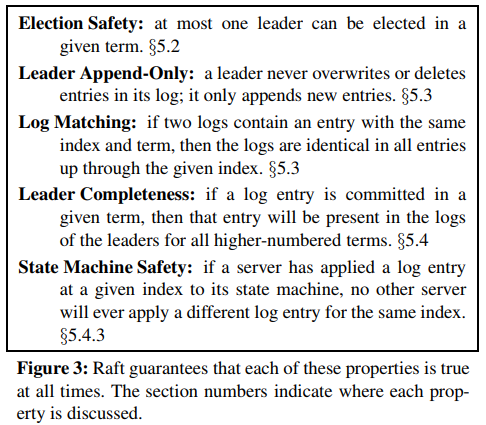 Election Safety: at most one leader can be elected in a
given term. §5.2
Leader Append-Only: a leader never overwrites or deletes
entries in its log; it only appends new entries. §5.3
Log Matching: if two logs contain an entry with the same
index and term, then the logs are identical in all entries
up through the given index. §5.3
Leader Completeness: if a log entry is committed in a
given term, then that entry will be present in the logs
of the leaders for all higher-numbered terms. §5.4
State Machine Safety: if a server has applied a log entry
at a given index to its state machine, no other server
will ever apply a different log entry for the same index.
§5.4.3
Figure 3: Raft guarantees that each of these properties is true
at all times. The section numbers indicate where each prop-
erty is discussed.